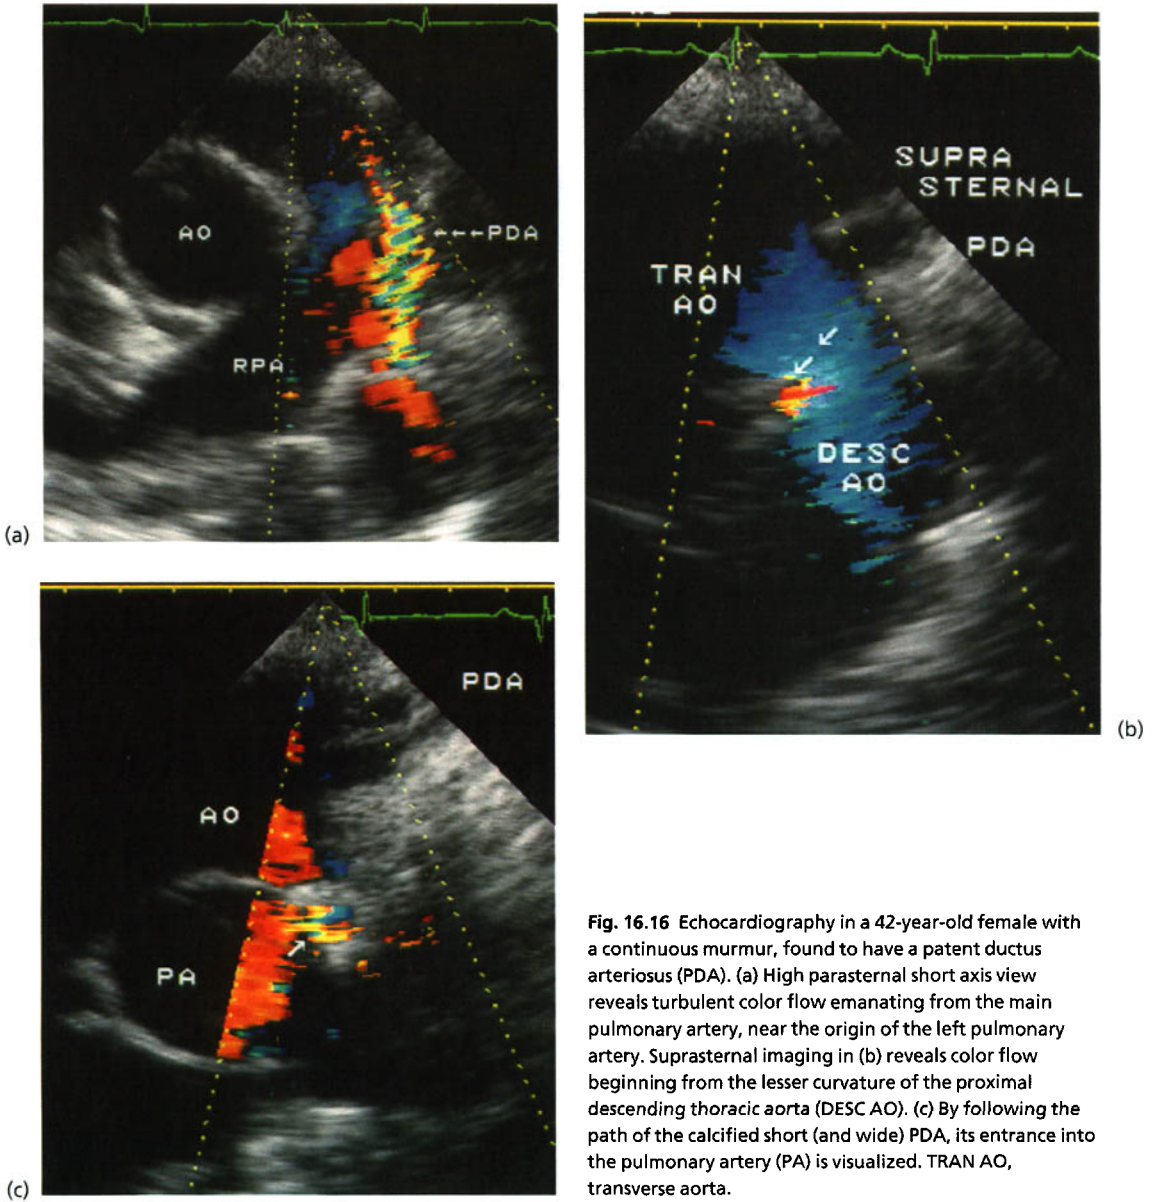 AO
←←←PDA
RPA
(a)
SUPRA
STERNAL
PDA
TRAN
AO
DESC
AO
(b)
PDA
AO
PA
(c)
Fig. 16.16 Echocardiography in a 42-year-old female with
a continuous murmur, found to have a patent ductus
arteriosus (PDA). (a) High parasternal short axis view
reveals turbulent color flow emanating from the main
pulmonary artery, near the origin of the left pulmonary
artery. Suprasternal imaging in (b) reveals color flow
beginning from the lesser curvature of the proximal
descending thoracic aorta (DESC AO). (c) By following the
path of the calcified short (and wide) PDA, its entrance into
the pulmonary artery (PA) is visualized. TRAN AO,
transverse aorta.